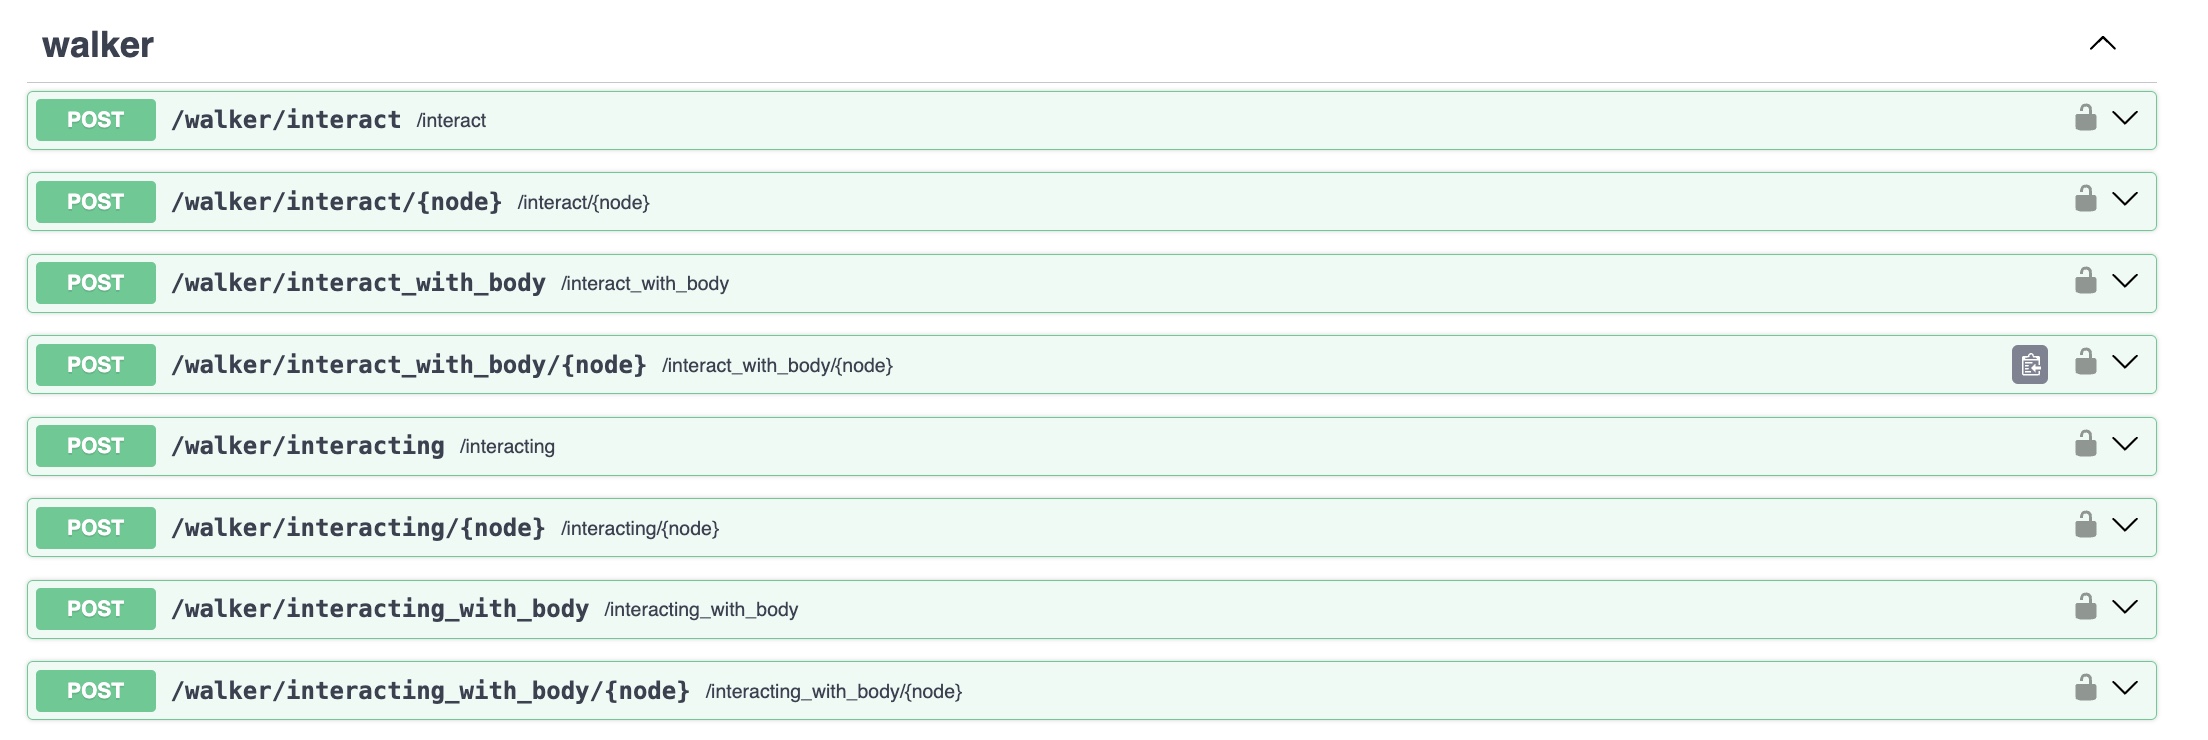 walker
POST /walker/interact /interact
POST /walker/interact/{node} /interact/{node}
POST /walker/interact_with_body /interact_with_body
POST /walker/interact_with_body/{node} /interact_with_body/{node}
POST /walker/interacting /interacting
POST /walker/interacting/{node} /interacting/{node}
POST /walker/interacting_with_body /interacting_with_body
POST /walker/interacting_with_body/{node} /interacting_with_body/{node}